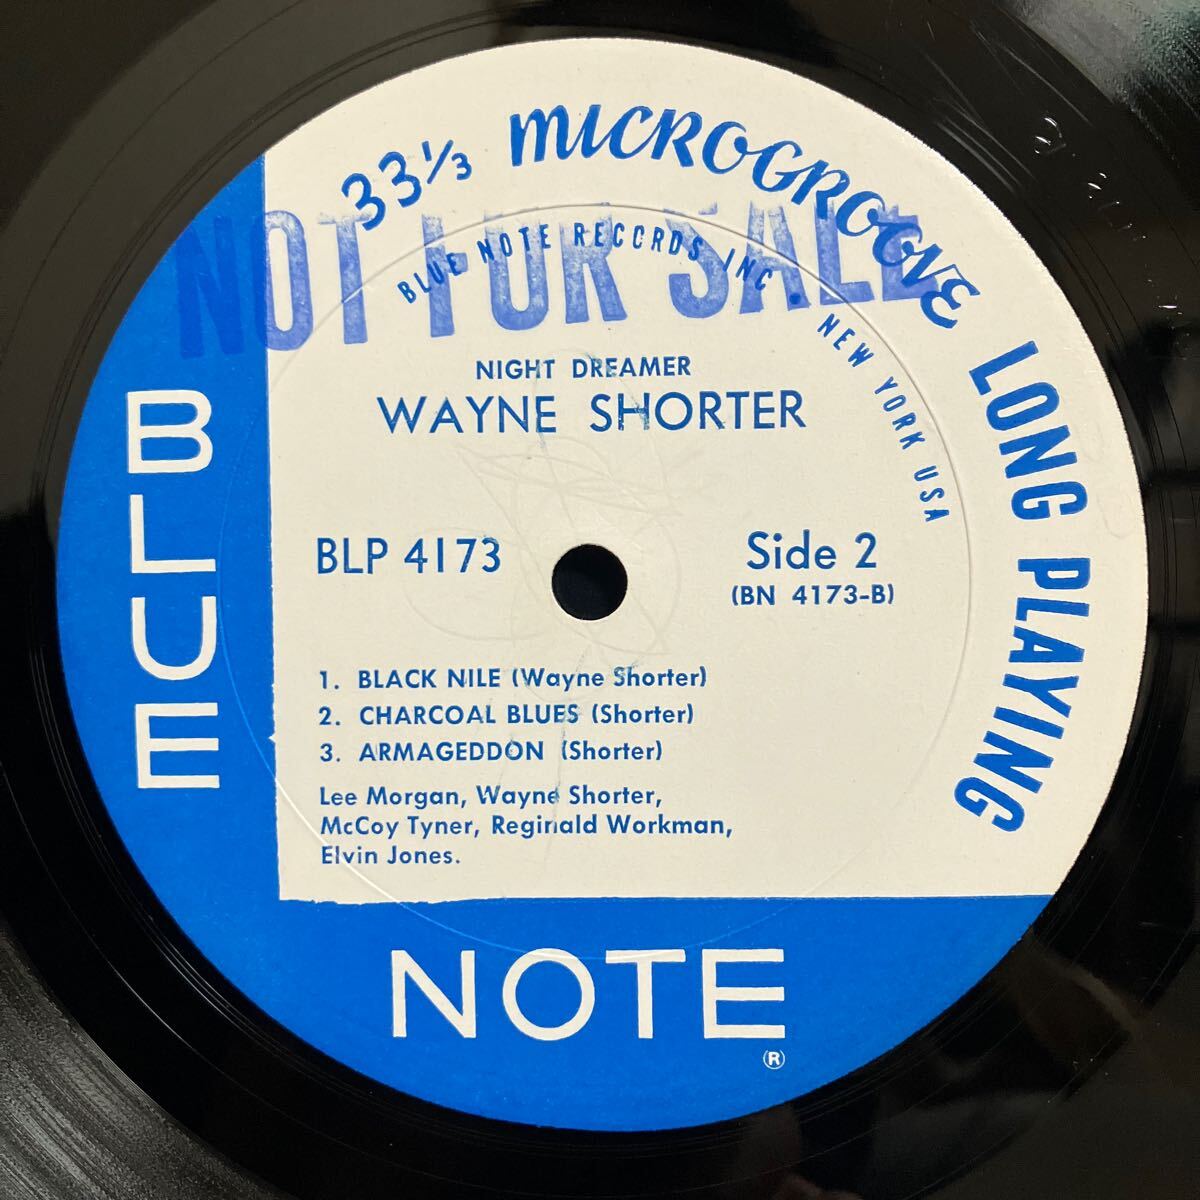 33⅓ MICROGROOVE LONG PLAYING
NOT FOR SALE
BLUE NOTE RECORDS INC. NEW YORK USA
NIGHT DREAMER
WAYNE SHORTER
BLP 4173
Side 2
(BN 4173-B)
1. BLACK NILE (Wayne Shorter)
2. CHARCOAL BLUES (Shorter)
3. ARMAGEDDON (Shorter)
Lee Morgan, Wayne Shorter,
McCoy Tyner, Reginald Workman,
Elvin Jones.
BLUE
NOTE
®